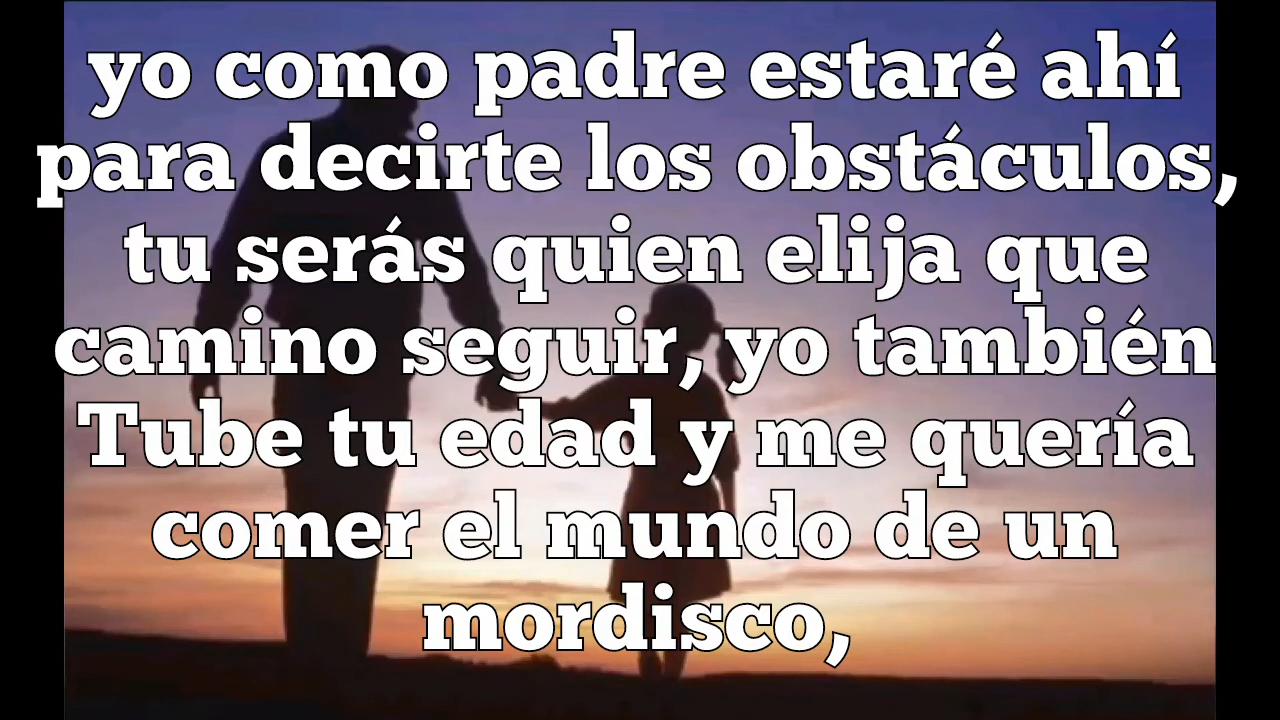 yo como padre estaré ahí
para decirte los obstáculos,
tu serás quien elija que
camino seguir, yo también
Tube tu edad y me quería
comer el mundo de un
mordisco,